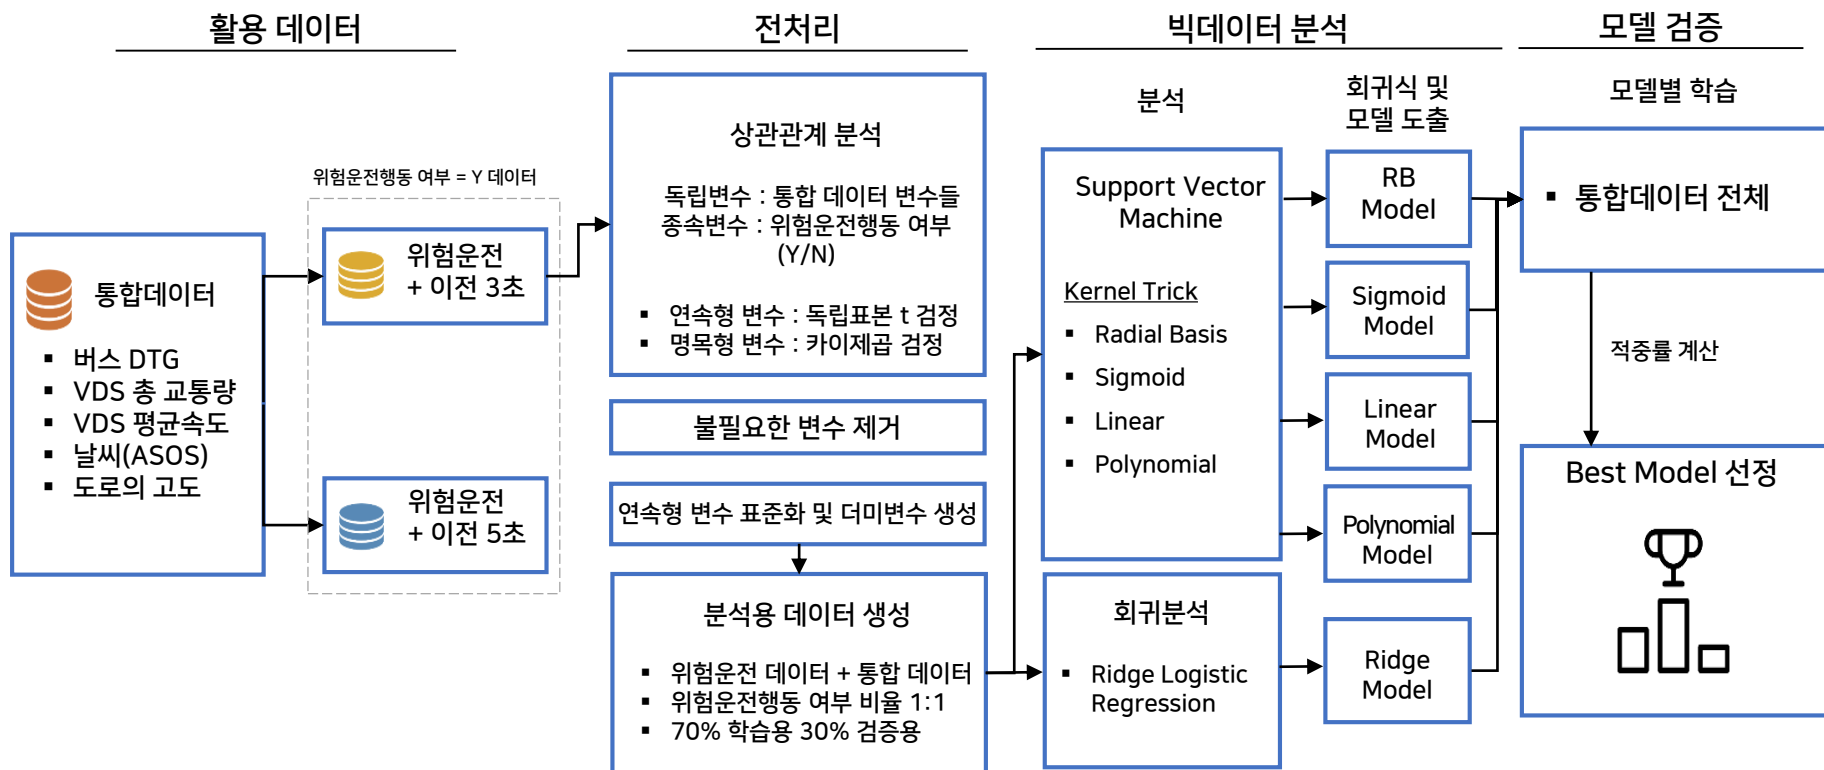 활용 데이터
통합데이터
▪ 버스 DTG
▪ VDS 총 교통량
▪ VDS 평균속도
▪ 날씨(ASOS)
▪ 도로의 고도
위험운전행동 여부 = Y 데이터
위험운전
+ 이전 3초
위험운전
+ 이전 5초
전처리
상관관계 분석
독립변수 : 통합 데이터 변수들
종속변수 : 위험운전행동 여부
(Y/N)
▪ 연속형 변수 : 독립표본 t 검정
▪ 명목형 변수 : 카이제곱 검정
불필요한 변수 제거
연속형 변수 표준화 및 더미변수 생성
분석용 데이터 생성
▪ 위험운전 데이터 + 통합 데이터
▪ 위험운전행동 여부 비율 1:1
▪ 70% 학습용 30% 검증용
빅데이터 분석
분석
Support Vector
Machine
Kernel Trick
▪ Radial Basis
▪ Sigmoid
▪ Linear
▪ Polynomial
회귀분석
▪ Ridge Logistic
Regression
회귀식 및
모델 도출
RB
Model
Sigmoid
Model
Linear
Model
Polynomial
Model
Ridge
Model
모델 검증
모델별 학습
▪ 통합데이터 전체
적중률 계산
Best Model 선정